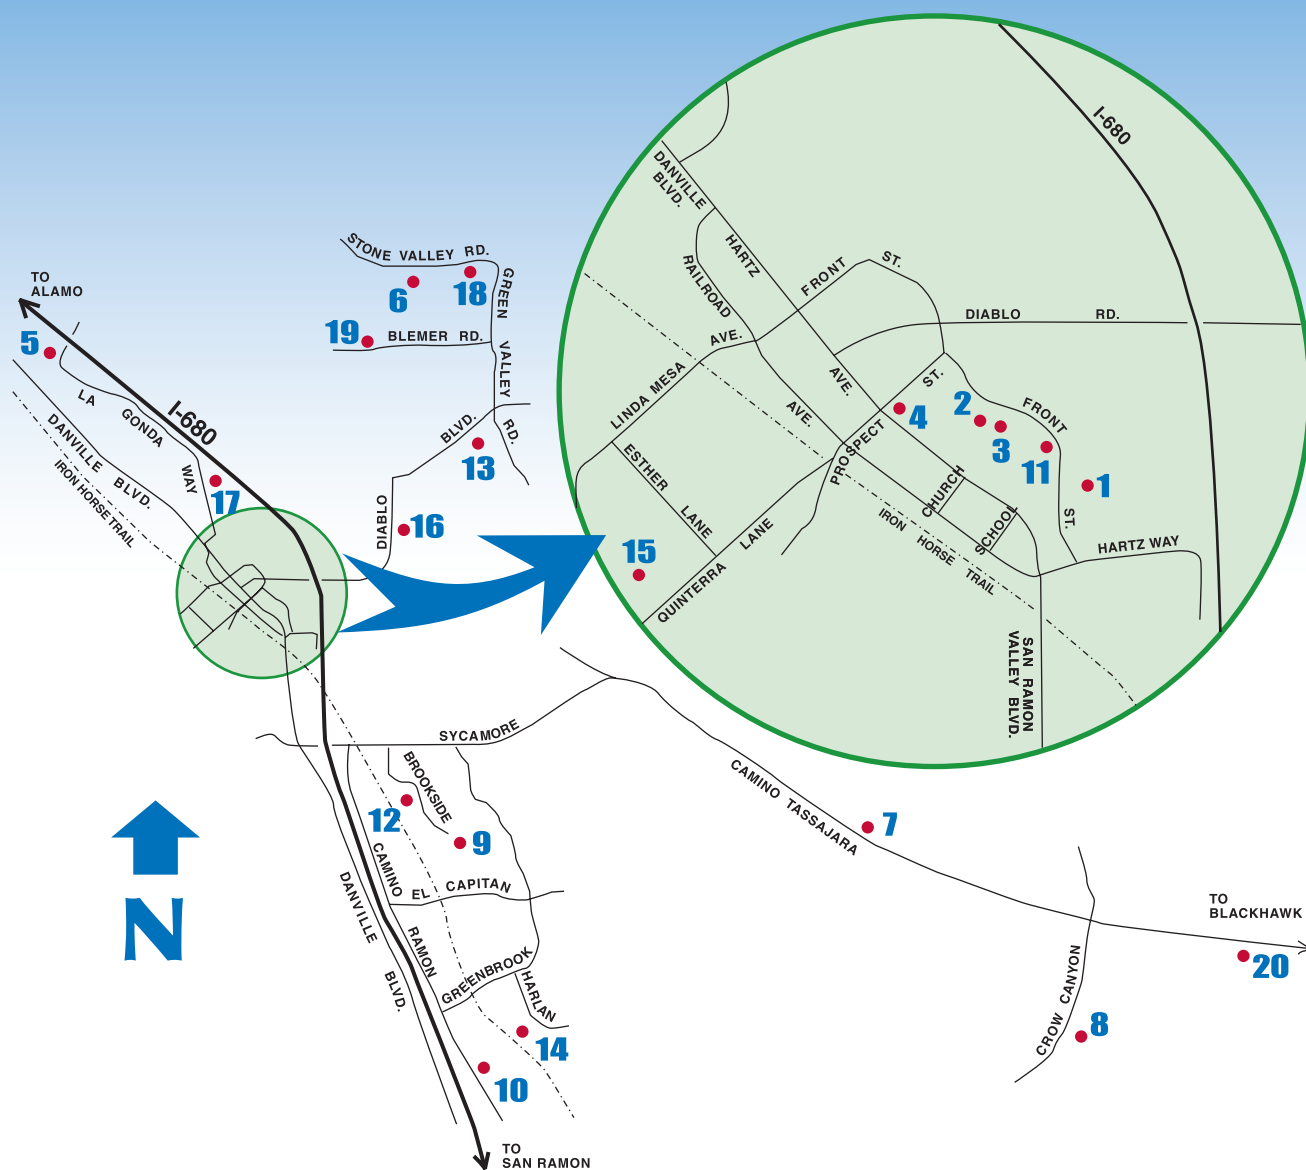 TO
ALAMO
5
LA GONDA WAY
I-680
DANVILLE BLVD.
IRON HORSE TRAIL
17
STONE VALLEY RD.
6
18
GREEN VALLEY RD.
19
BLEMER RD.
DIABLO BLVD.
13
16
I-680
DANVILLE
BLVD.
HARTZ AVE.
RAILROAD AVE.
FRONT ST.
DIABLO RD.
LINDA MESA AVE.
PROSPECT ST.
4
2
3
11
1
FRONT ST.
ESTHER LANE
QUINTERRA LANE
15
CHURCH
SCHOOL
IRON HORSE TRAIL
HARTZ WAY
SAN RAMON
VALLEY BLVD.
SYCAMORE
BROOKSIDE
12
9
CAMINO RAMON
EL CAPITAN
DANVILLE BLVD.
GREENBROOK
HARLAN
14
10
TO
SAN RAMON
CAMINO TASSAJARA
7
CROW CANYON
8
TO
BLACKHAWK
20
N